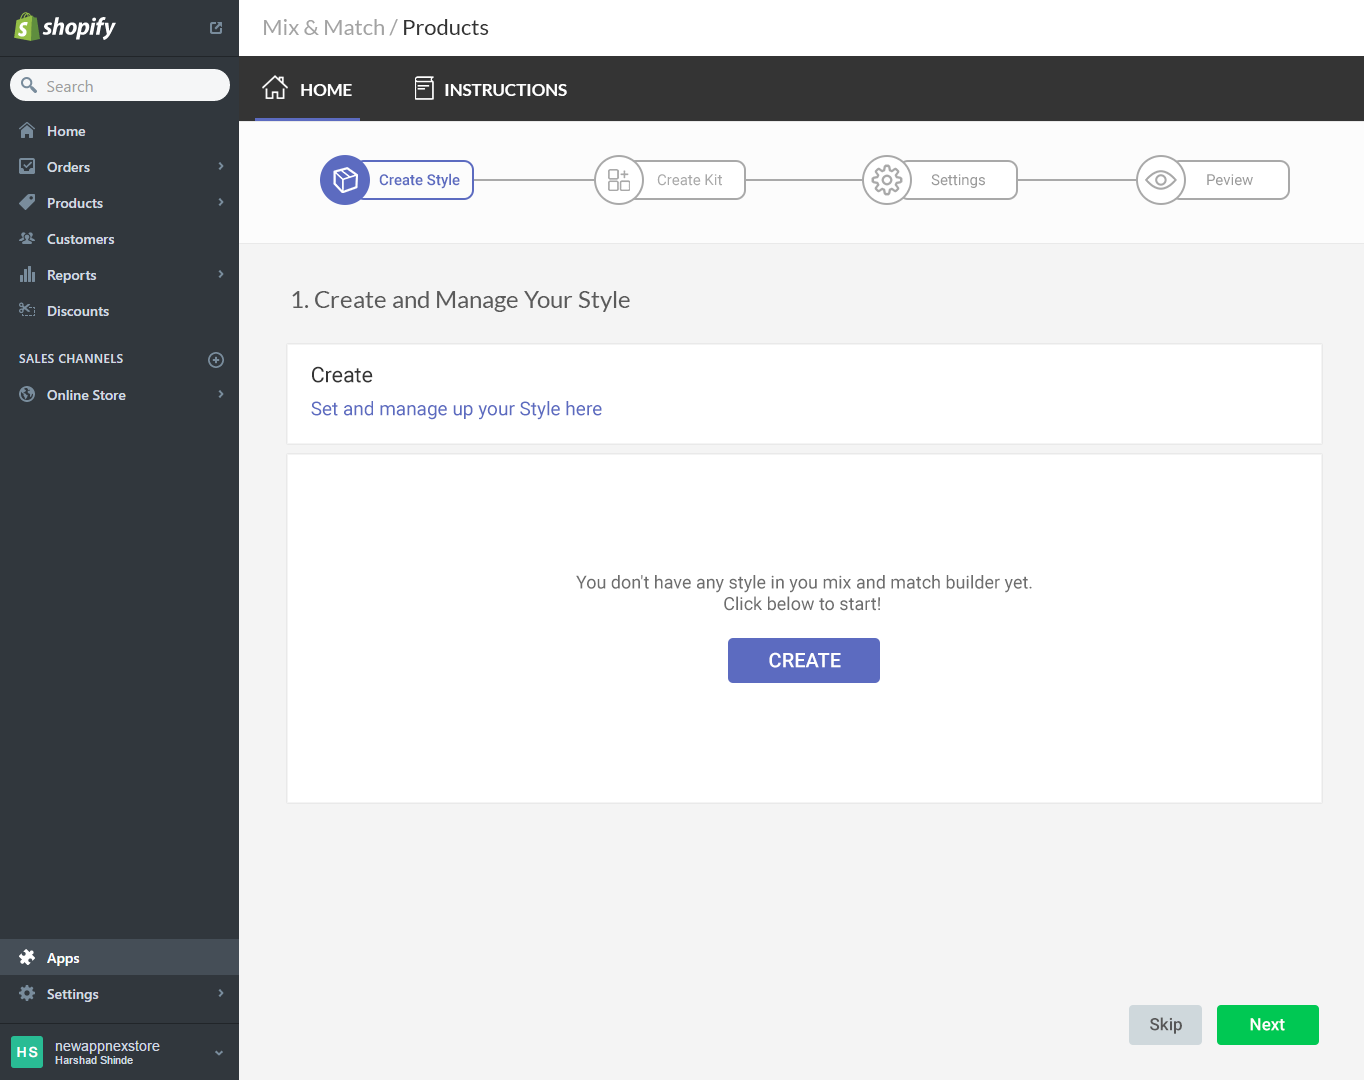 shopify
Mix & Match / Products
Search
HOME
INSTRUCTIONS
Home
Orders
Products
Customers
Reports
Discounts
SALES CHANNELS
Online Store
Create Style
Create Kit
Settings
Peview
1. Create and Manage Your Style
Create
Set and manage up your Style here
You don't have any style in you mix and match builder yet.
Click below to start!
CREATE
Apps
Settings
HS
newappnexstore
Harshad Shinde
Skip
Next